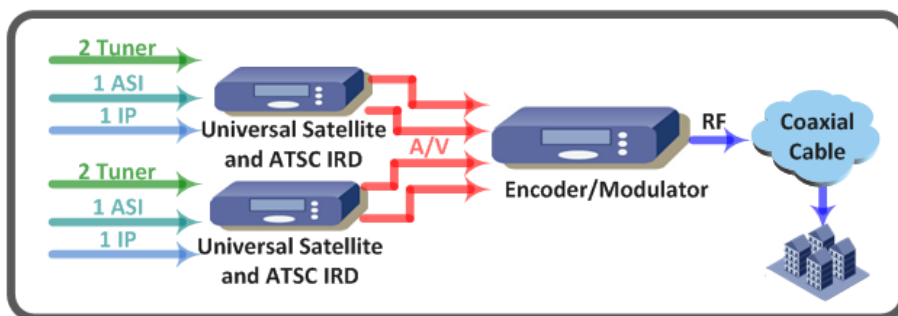 2 Tuner
1 ASI
1 IP
Universal Satellite
and ATSC IRD
2 Tuner
1 ASI
1 IP
Universal Satellite
and ATSC IRD
A/V
Encoder/Modulator
RF
Coaxial
Cable